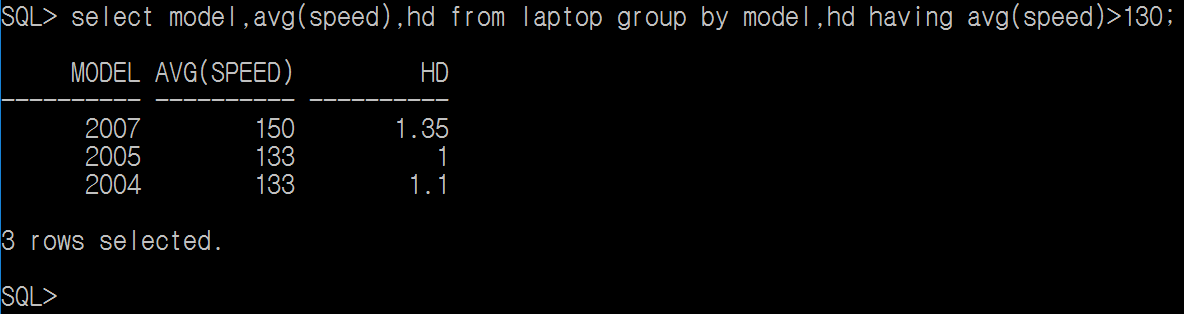 SQL> select model,avg(speed),hd from laptop group by model,hd having avg(speed)>130;
MODEL AVG(SPEED) HD
---------- ---------- ----------
2007 150 1.35
2005 133 1
2004 133 1.1
3 rows selected.
SQL>